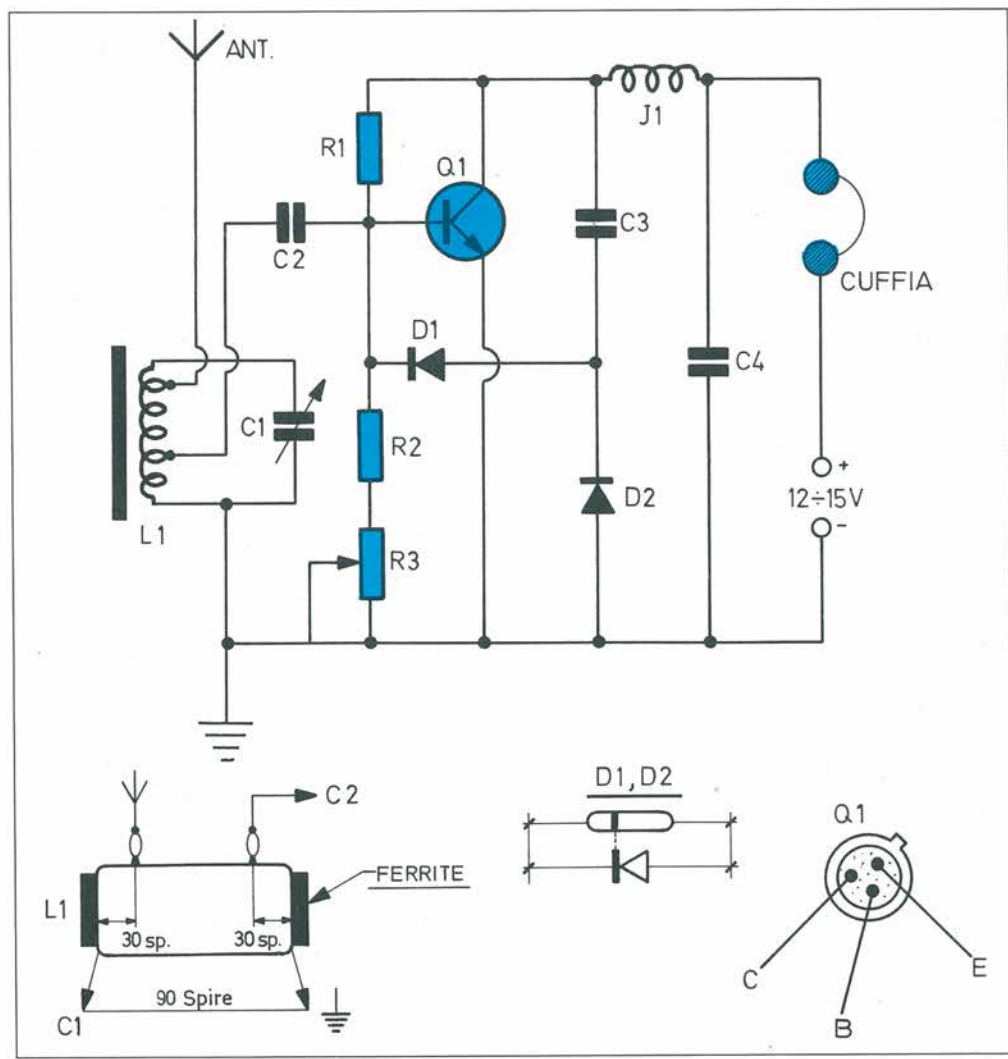 ANT.
J1
R1
Q1
C3
C2
CUFFIA
D1
C4
C1
R2
+
12÷15V
-
D2
L1
R3
D1, D2
C2
Q1
FERRITE
L1
30 sp.
30 sp.
C
E
90 Spire
C1
B